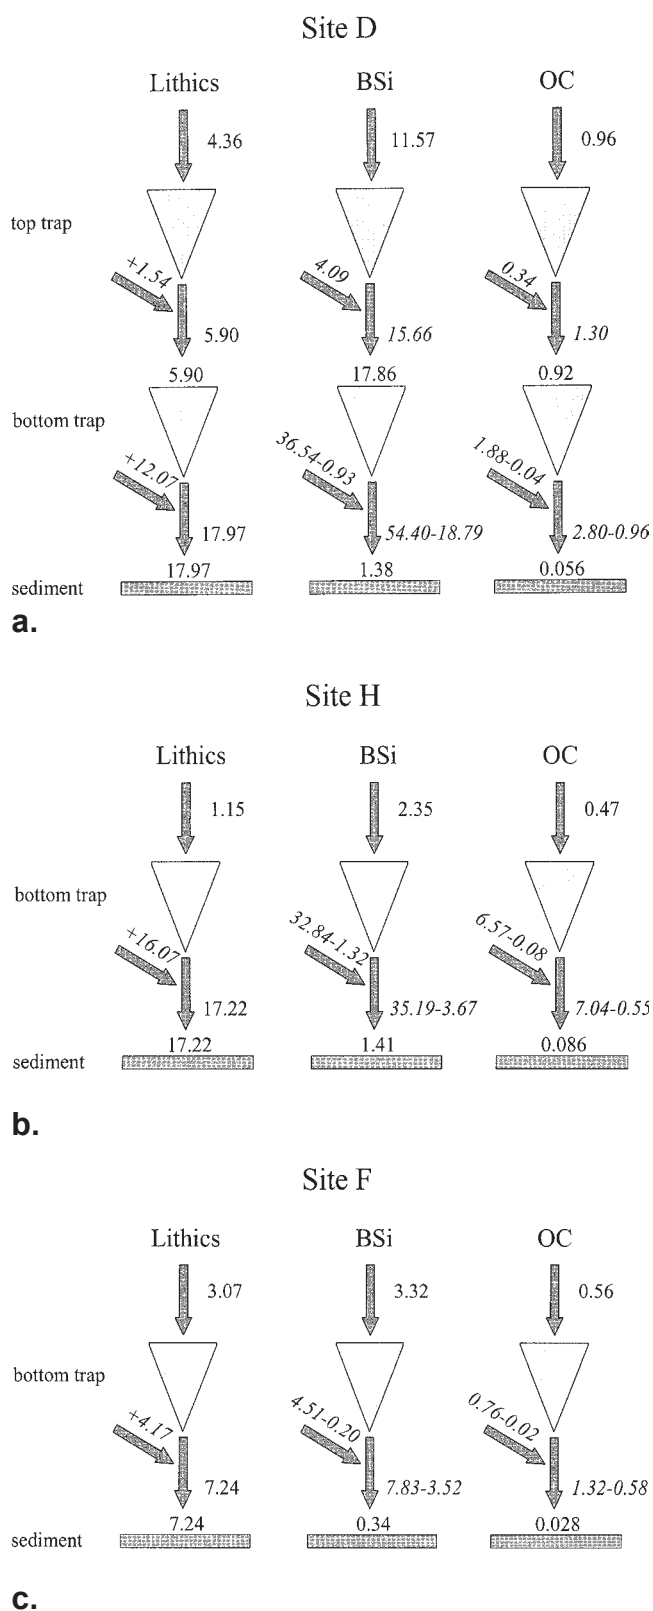 Site D
Lithics BSi OC
4.36 11.57 0.96
top trap
+1.54 4.09 0.34
5.90 15.66 1.30
5.90 17.86 0.92
bottom trap
+12.07 36.54-0.93 1.88-0.04
17.97 54.40-18.79 2.80-0.96
17.97 1.38 0.056
sediment
a.
Site H
Lithics BSi OC
1.15 2.35 0.47
bottom trap
+16.07 32.84-1.32 6.57-0.08
17.22 35.19-3.67 7.04-0.55
17.22 1.41 0.086
sediment
b.
Site F
Lithics BSi OC
3.07 3.32 0.56
bottom trap
+4.17 4.51-0.20 0.76-0.02
7.24 7.83-3.52 1.32-0.58
7.24 0.34 0.028
sediment
c.